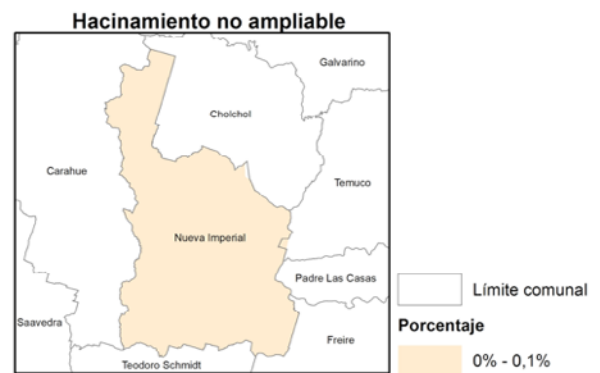 Hacinamiento no ampliable
Galvarino
Cholchol
Carahue
Temuco
Nueva Imperial
Padre Las Casas
Saavedra
Freire
Teodoro Schmidt
Límite comunal
Porcentaje
0% - 0,1%